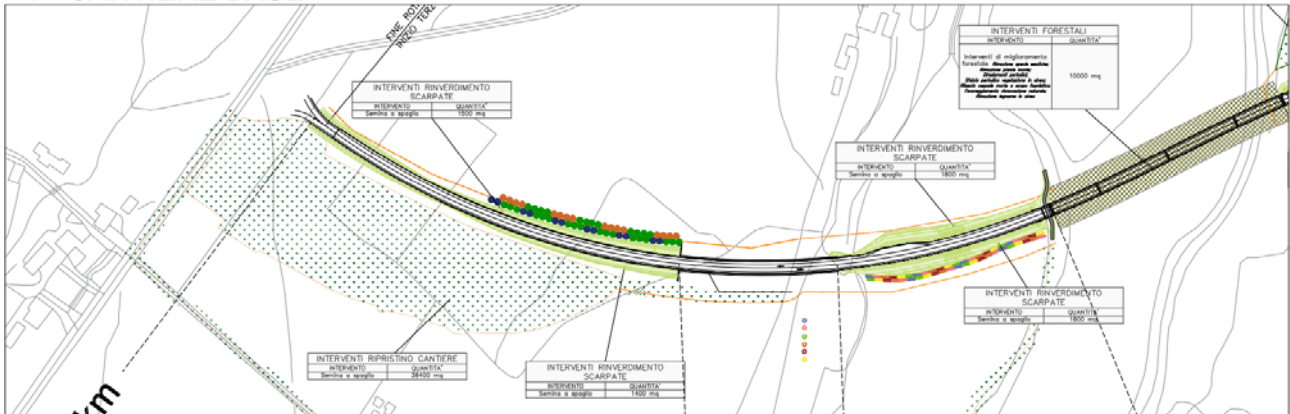 FINE ROT
INIZIO TERZ
INTERVENTI FORESTALI
INTERVENTO QUANTITA'
Interventi di miglioramento
forestale
10000 mq
INTERVENTI RINVERDIMENTO
SCARPATE
INTERVENTO QUANTITA'
Semina a spaglio 1500 mq
INTERVENTI RINVERDIMENTO
SCARPATE
INTERVENTO QUANTITA'
Semina a spaglio 1800 mq
INTERVENTI RINVERDIMENTO
SCARPATE
INTERVENTO QUANTITA'
Semina a spaglio 1600 mq
INTERVENTI RIPRISTINO CANTIERE
INTERVENTO QUANTITA'
Semina a spaglio 28400 mq
INTERVENTI RINVERDIMENTO
SCARPATE
INTERVENTO QUANTITA'
Semina a spaglio 1400 mq
km